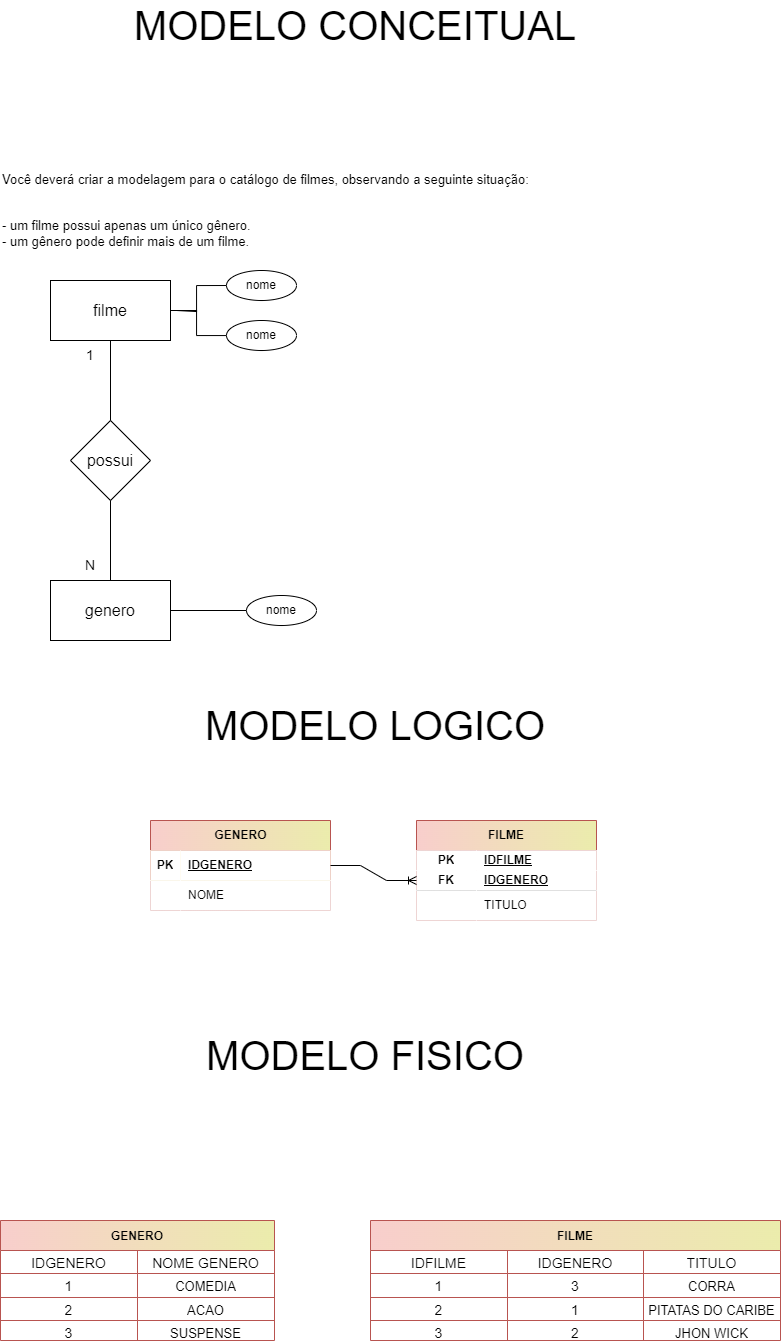 MODELO CONCEITUAL
Você deverá criar a modelagem para o catálogo de filmes, observando a seguinte situação:
- um filme possui apenas um único gênero.
- um gênero pode definir mais de um filme.
nome
filme
nome
1
possui
N
genero
nome
MODELO LOGICO
GENERO
PK IDGENERO
NOME
FILME
PK IDFILME
FK IDGENERO
TITULO
MODELO FISICO
GENERO
IDGENERO NOME GENERO
1 COMEDIA
2 ACAO
3 SUSPENSE
FILME
IDFILME IDGENERO TITULO
1 3 CORRA
2 1 PITATAS DO CARIBE
3 2 JHON WICK